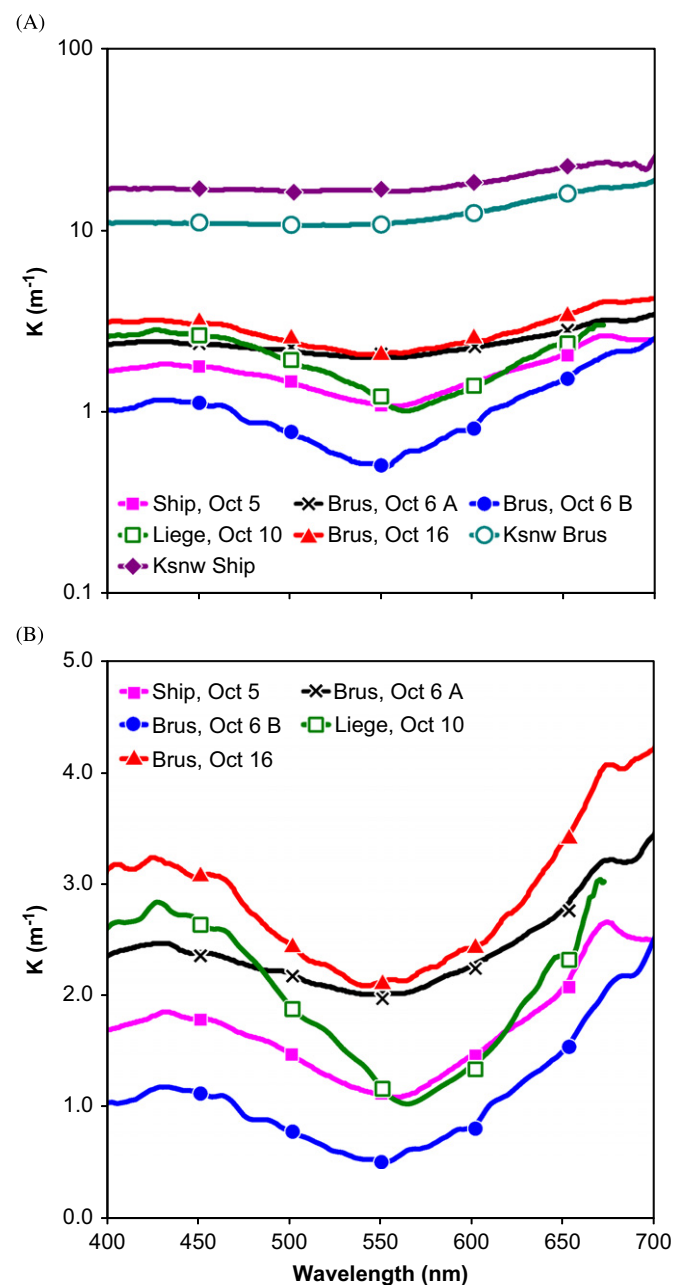 (A)
100
10
1
0.1
K (m⁻¹)
Ship, Oct 5 Brus, Oct 6 A Brus, Oct 6 B
Liege, Oct 10 Brus, Oct 16 Ksnw Brus
Ksnw Ship
(B)
5.0
4.0
3.0
2.0
1.0
0.0
K (m⁻¹)
Ship, Oct 5 Brus, Oct 6 A
Brus, Oct 6 B Liege, Oct 10
Brus, Oct 16
400 450 500 550 600 650 700
Wavelength (nm)